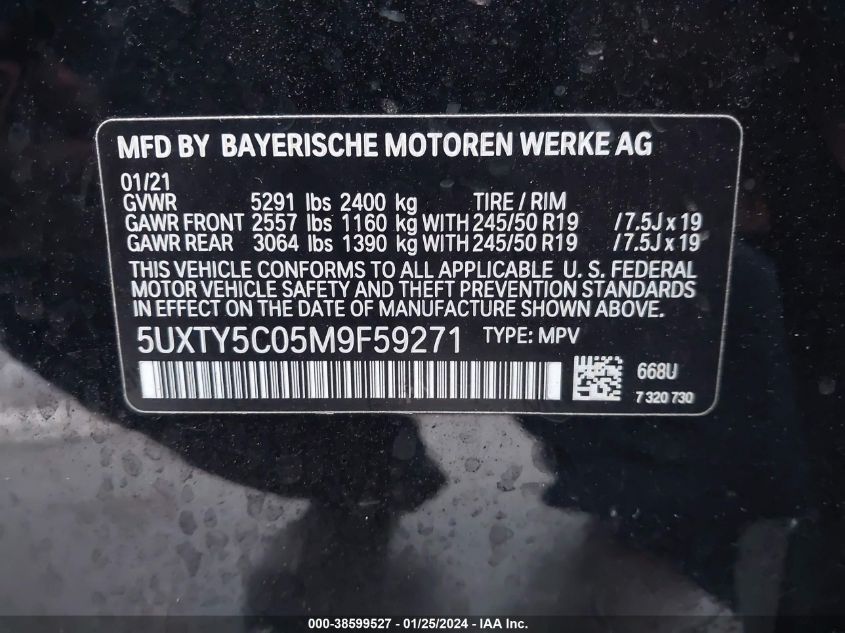 MFD BY BAYERISCHE MOTOREN WERKE AG
01/21
GVWR 5291 lbs 2400 kg TIRE / RIM
GAWR FRONT 2557 lbs 1160 kg WITH 245/50 R19 /7.5J x 19
GAWR REAR 3064 lbs 1390 kg WITH 245/50 R19 /7.5J x 19
THIS VEHICLE CONFORMS TO ALL APPLICABLE U. S. FEDERAL
MOTOR VEHICLE SAFETY AND THEFT PREVENTION STANDARDS
IN EFFECT ON THE DATE OF MANUFACTURE SHOWN ABOVE.
5UXTY5C05M9F59271 TYPE: MPV
668U
7 320 730
000-38599527 - 01/25/2024 - IAA Inc.